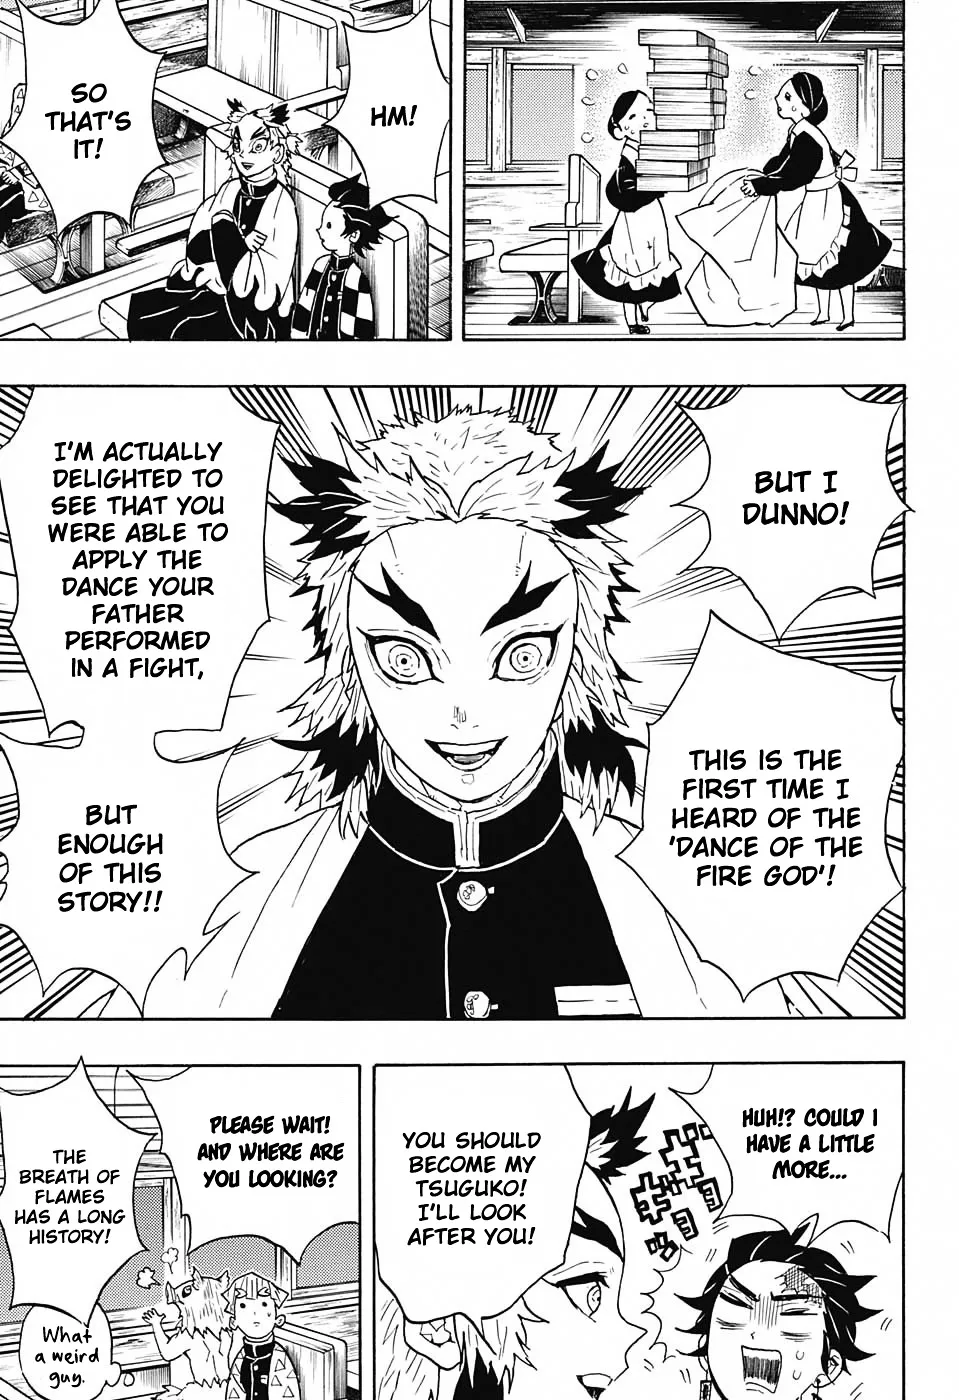 HM!
SO
THAT'S
IT!
BUT I
DUNNO!
THIS IS THE
FIRST TIME I
HEARD OF THE
'DANCE OF THE
FIRE GOD'!
I'M ACTUALLY
DELIGHTED TO
SEE THAT YOU
WERE ABLE TO
APPLY THE
DANCE YOUR
FATHER
PERFORMED
IN A FIGHT,
BUT
ENOUGH
OF THIS
STORY!!
HUH!? COULD I
HAVE A LITTLE
MORE...
YOU SHOULD
BECOME MY
TSUGUKO!
I'LL LOOK
AFTER YOU!
PLEASE WAIT!
AND WHERE ARE
YOU LOOKING?
THE
BREATH OF
FLAMES
HAS A LONG
HISTORY!
What
a weird
guy.